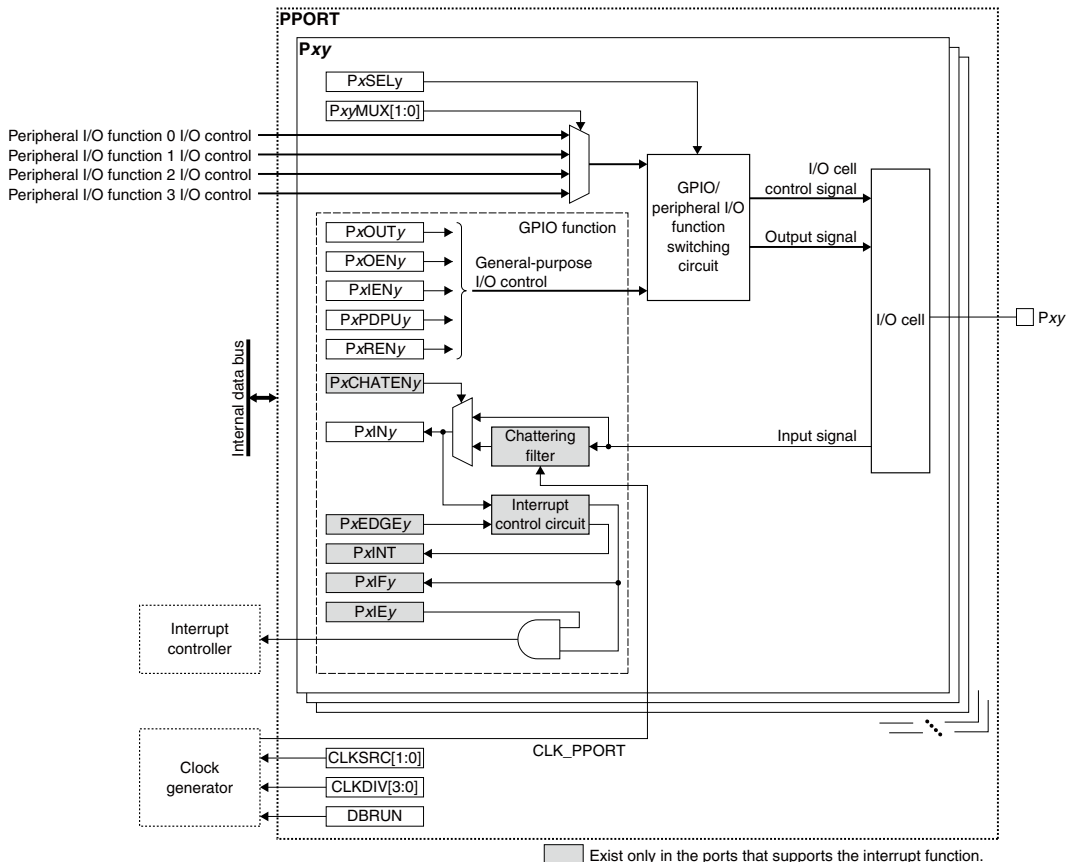 PPORT
Pxy
PxSELy
PxyMUX[1:0]
Peripheral I/O function 0 I/O control
Peripheral I/O function 1 I/O control
Peripheral I/O function 2 I/O control
Peripheral I/O function 3 I/O control
GPIO/
peripheral I/O
function
switching
circuit
I/O cell
control signal
Output signal
I/O cell
Pxy
GPIO function
PxOUTy
PxOENy
PxIENy
PxPDPUy
PxRENy
General-purpose
I/O control
Internal data bus
PxCHATENy
PxINy
Chattering
filter
Input signal
Interrupt
control circuit
PxEDGEy
PxINT
PxIFy
PxIEy
Interrupt
controller
CLK_PPORT
Clock
generator
CLKSRC[1:0]
CLKDIV[3:0]
DBRUN
Exist only in the ports that supports the interrupt function.